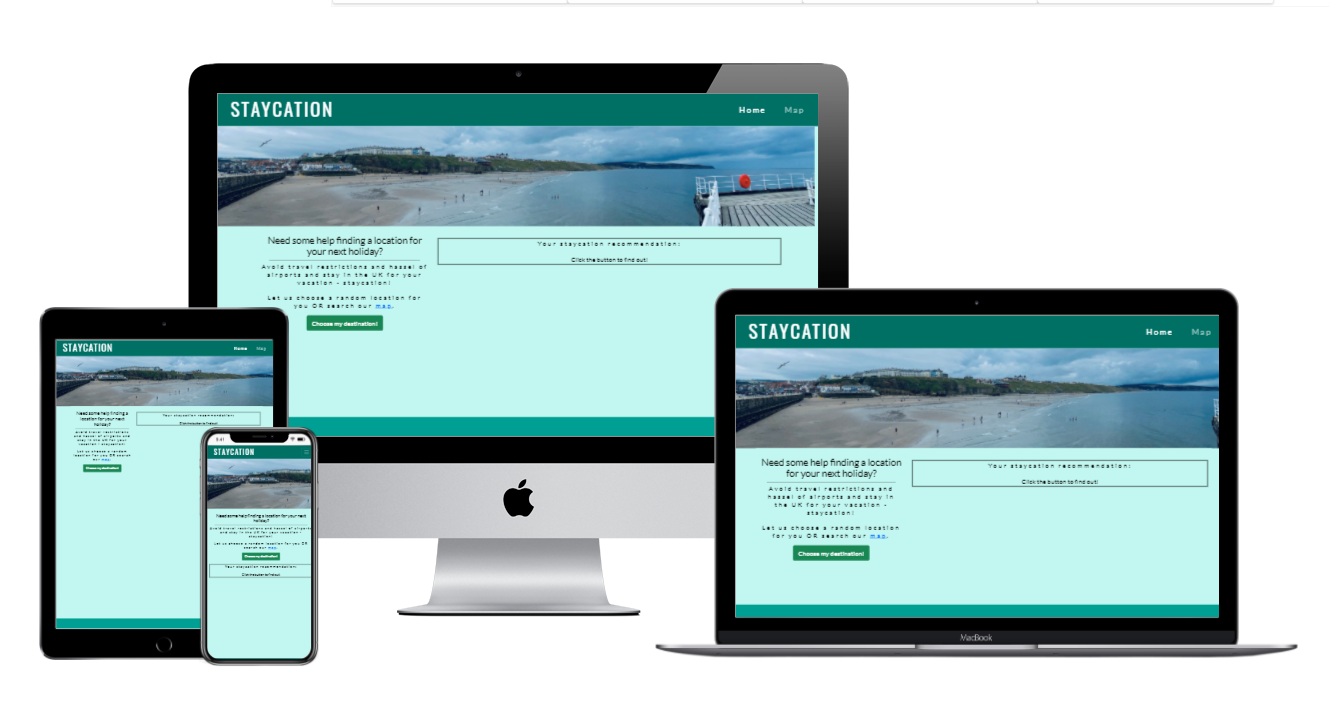 STAYCATION
Home Map
Need some help finding a location for
your next holiday?
Avoid travel restrictions and hassel of
airports and stay in the UK for your
vacation - staycation!
Let us choose a random location for
you OR search our map.
Choose my destination!
Your staycation recommendation:
Click the button to find out!
STAYCATION
Home Map
Need some help finding a
location for your next
holiday?
Avoid travel restrictions
and hassel of airports and
stay in the UK for your
vacation - staycation!
Let us choose a random
location for you OR search
our map.
Choose my destination!
Your staycation recommendation:
Click the button to find out!
9:41
STAYCATION
Need some help finding a location for your next
holiday?
Avoid travel restrictions and hassel of airports
and stay in the UK for your vacation -
staycation!
Let us choose a random location for you OR
search our map.
Choose my destination!
Your staycation recommendation:
Click the button to find out!
STAYCATION
Home Map
Need some help finding a location
for your next holiday?
Avoid travel restrictions and
hassel of airports and stay in
the UK for your vacation -
staycation!
Let us choose a random location
for you OR search our map.
Choose my destination!
Your staycation recommendation:
Click the button to find out!
MacBook